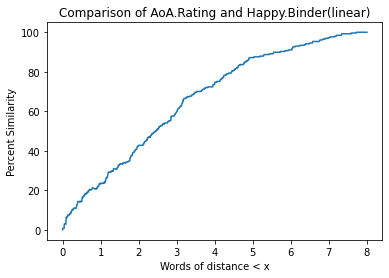 Comparison of AoA.Rating and Happy.Binder(linear)
Percent Similarity
100
80
60
40
20
0
0 1 2 3 4 5 6 7 8
Words of distance < x